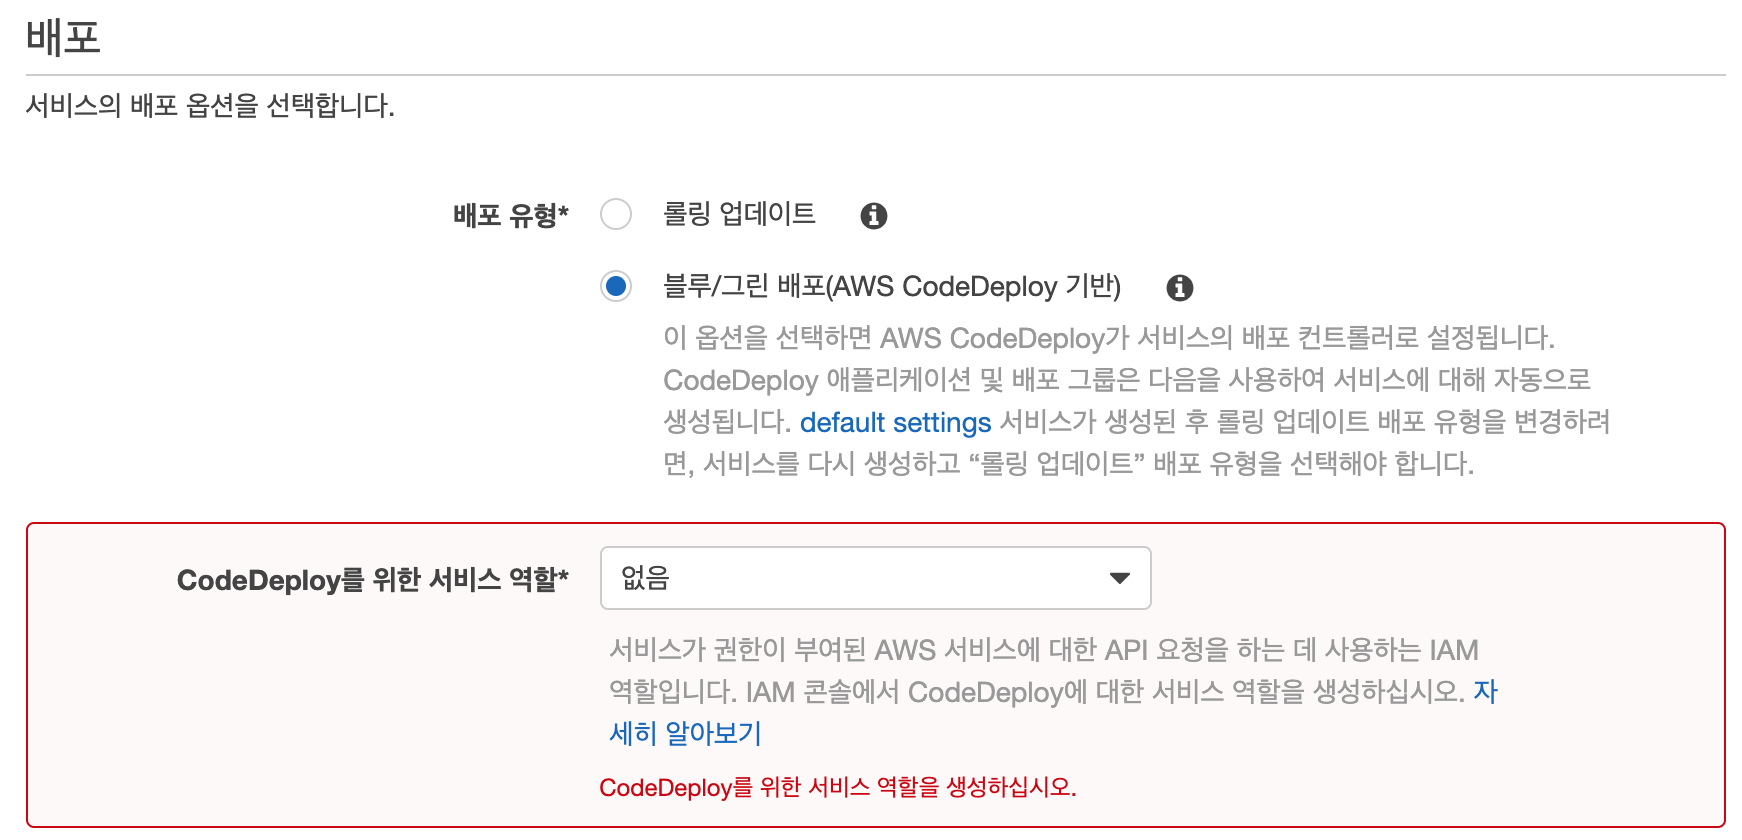 배포
서비스의 배포 옵션을 선택합니다.
배포 유형*
롤링 업데이트
블루/그린 배포(AWS CodeDeploy 기반)
이 옵션을 선택하면 AWS CodeDeploy가 서비스의 배포 컨트롤러로 설정됩니다.
CodeDeploy 애플리케이션 및 배포 그룹은 다음을 사용하여 서비스에 대해 자동으로
생성됩니다. default settings 서비스가 생성된 후 롤링 업데이트 배포 유형을 변경하려
면, 서비스를 다시 생성하고 “롤링 업데이트” 배포 유형을 선택해야 합니다.
CodeDeploy를 위한 서비스 역할*
없음
서비스가 권한이 부여된 AWS 서비스에 대한 API 요청을 하는 데 사용하는 IAM
역할입니다. IAM 콘솔에서 CodeDeploy에 대한 서비스 역할을 생성하십시오. 자
세히 알아보기
CodeDeploy를 위한 서비스 역할을 생성하십시오.